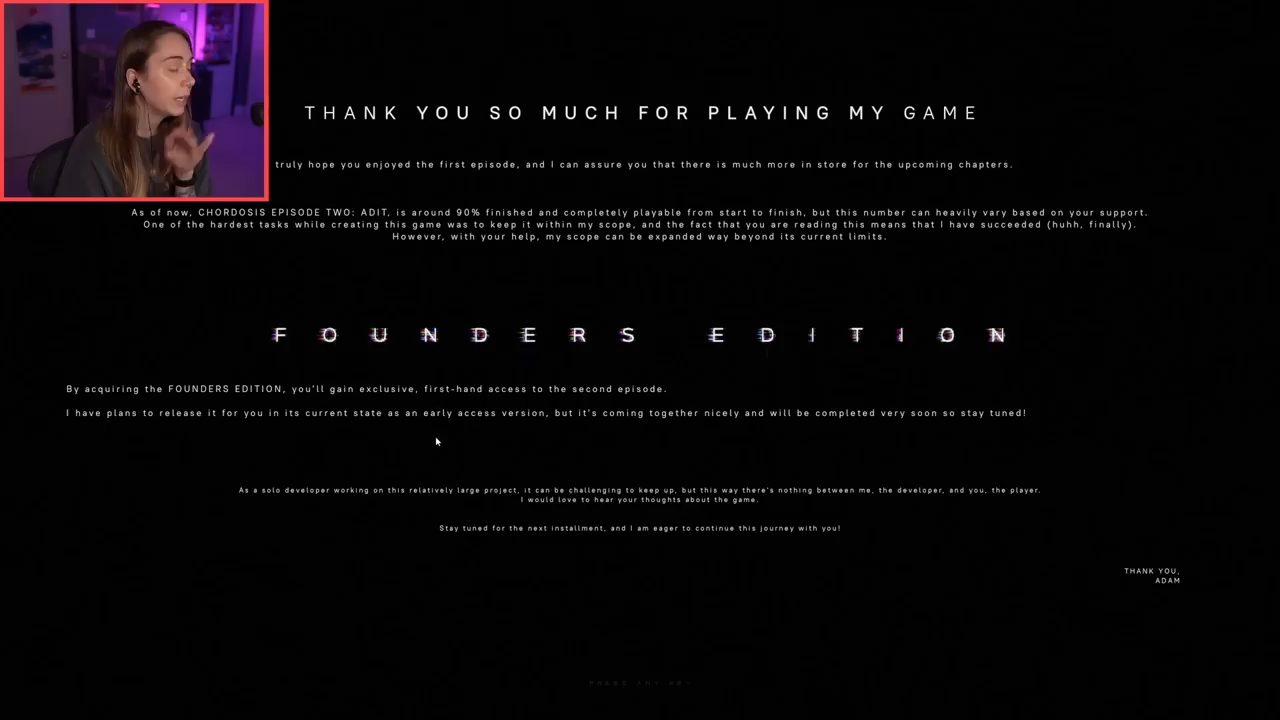 THANK YOU SO MUCH FOR PLAYING MY GAME
truly hope you enjoyed the first episode, and I can assure you that there is much more in store for the upcoming chapters.
As of now, CHORDOSIS EPISODE TWO: ADIT, is around 90% finished and completely playable from start to finish, but this number can heavily vary based on your support.
One of the hardest tasks while creating this game was to keep it within my scope, and the fact that you are reading this means that I have succeeded (huhh, finally).
However, with your help, my scope can be expanded way beyond its current limits.
FOUNDERS EDITION
By acquiring the FOUNDERS EDITION, you'll gain exclusive, first-hand access to the second episode.
I have plans to release it for you in its current state as an early access version, but it's coming together nicely and will be completed very soon so stay tuned!
As a solo developer working on this relatively large project, it can be challenging to keep up, but this way there's nothing between me, the developer, and you, the player.
I would love to hear your thoughts about the game.
Stay tuned for the next installment, and I am eager to continue this journey with you!
THANK YOU,
ADAM
PRESS ANY KEY